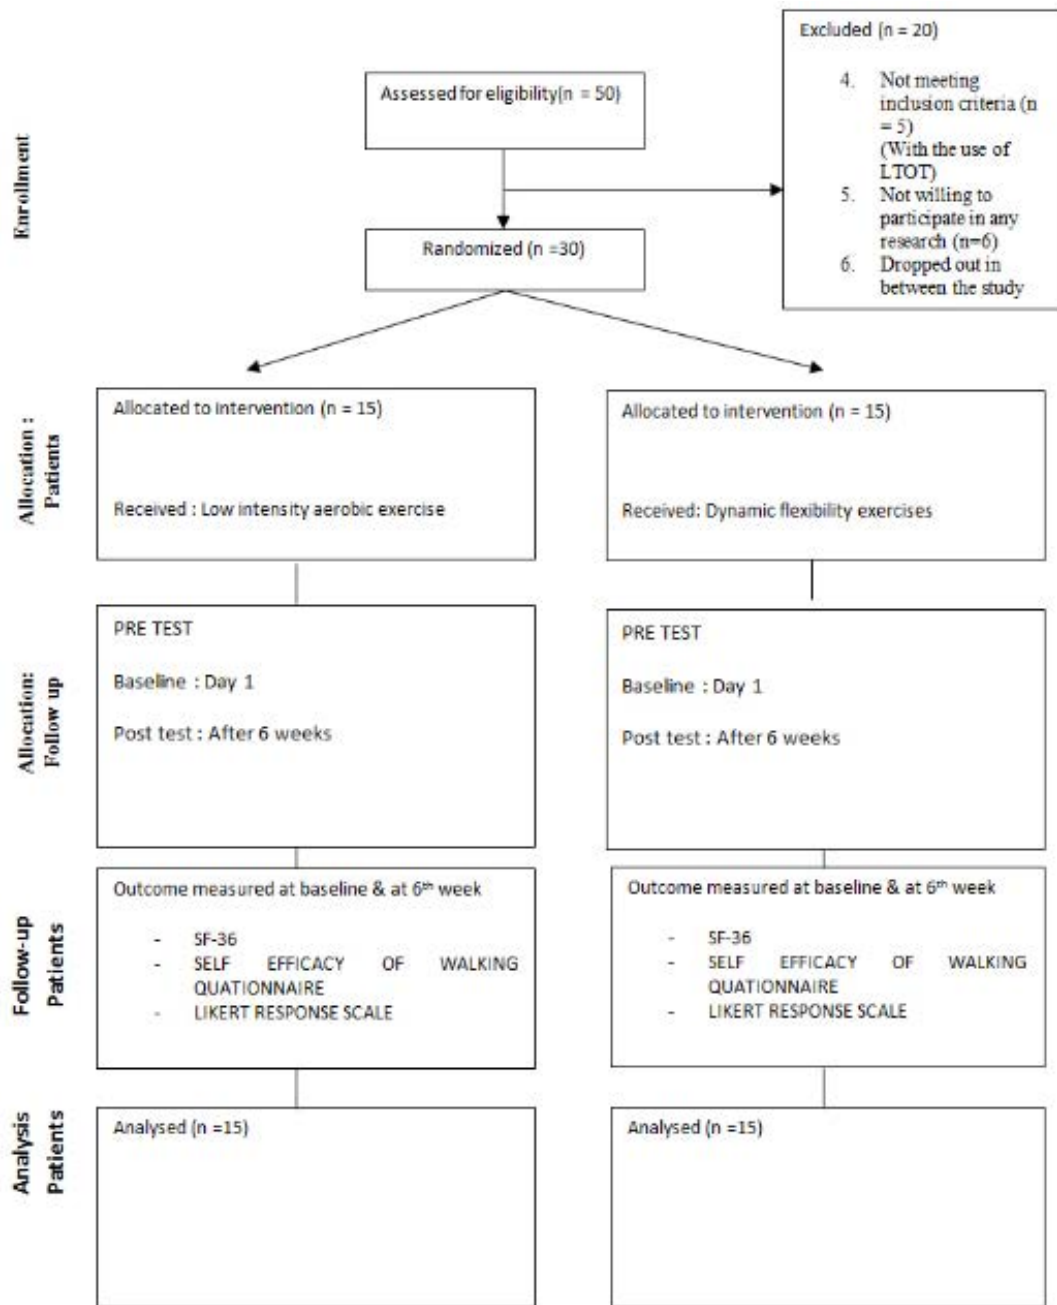 Enrollment
Assessed for eligibility(n = 50)
Excluded (n = 20)
4. Not meeting
inclusion criteria (n
= 5)
(With the use of
LTOT)
5. Not willing to
participate in any
research (n=6)
6. Dropped out in
between the study
Randomized (n =30)
Allocation :
Patients
Allocated to intervention (n = 15)
Received : Low intensity aerobic exercise
Allocated to intervention (n = 15)
Received: Dynamic flexibility exercises
Allocation:
Follow up
PRE TEST
Baseline : Day 1
Post test : After 6 weeks
PRE TEST
Baseline : Day 1
Post test : After 6 weeks
Follow-up
Patients
Outcome measured at baseline & at 6th week
- SF-36
- SELF EFFICACY OF WALKING
QUATIONNAIRE
- LIKERT RESPONSE SCALE
Outcome measured at baseline & at 6th week
- SF-36
- SELF EFFICACY OF WALKING
QUATIONNAIRE
- LIKERT RESPONSE SCALE
Analysis
Patients
Analysed (n =15)
Analysed (n =15)